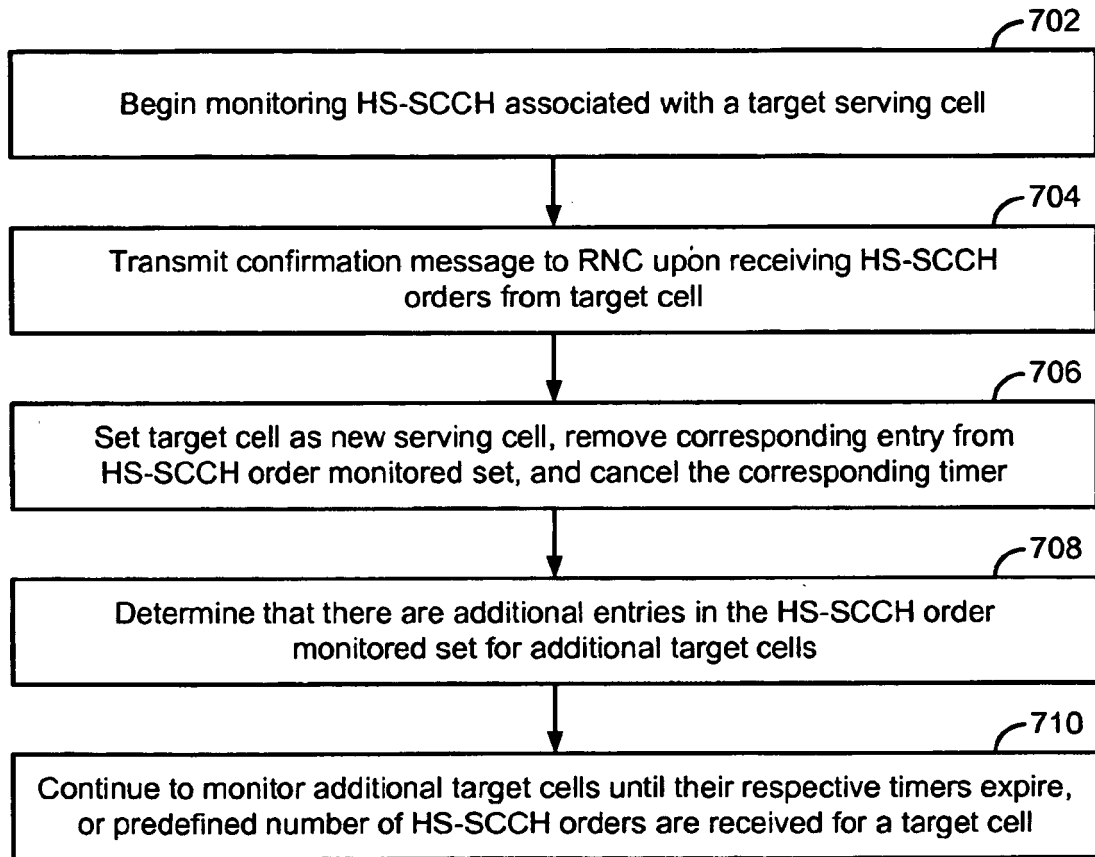 702
Begin monitoring HS-SCCH associated with a target serving cell
704
Transmit confirmation message to RNC upon receiving HS-SCCH
orders from target cell
706
Set target cell as new serving cell, remove corresponding entry from
HS-SCCH order monitored set, and cancel the corresponding timer
708
Determine that there are additional entries in the HS-SCCH order
monitored set for additional target cells
710
Continue to monitor additional target cells until their respective timers expire,
or predefined number of HS-SCCH orders are received for a target cell